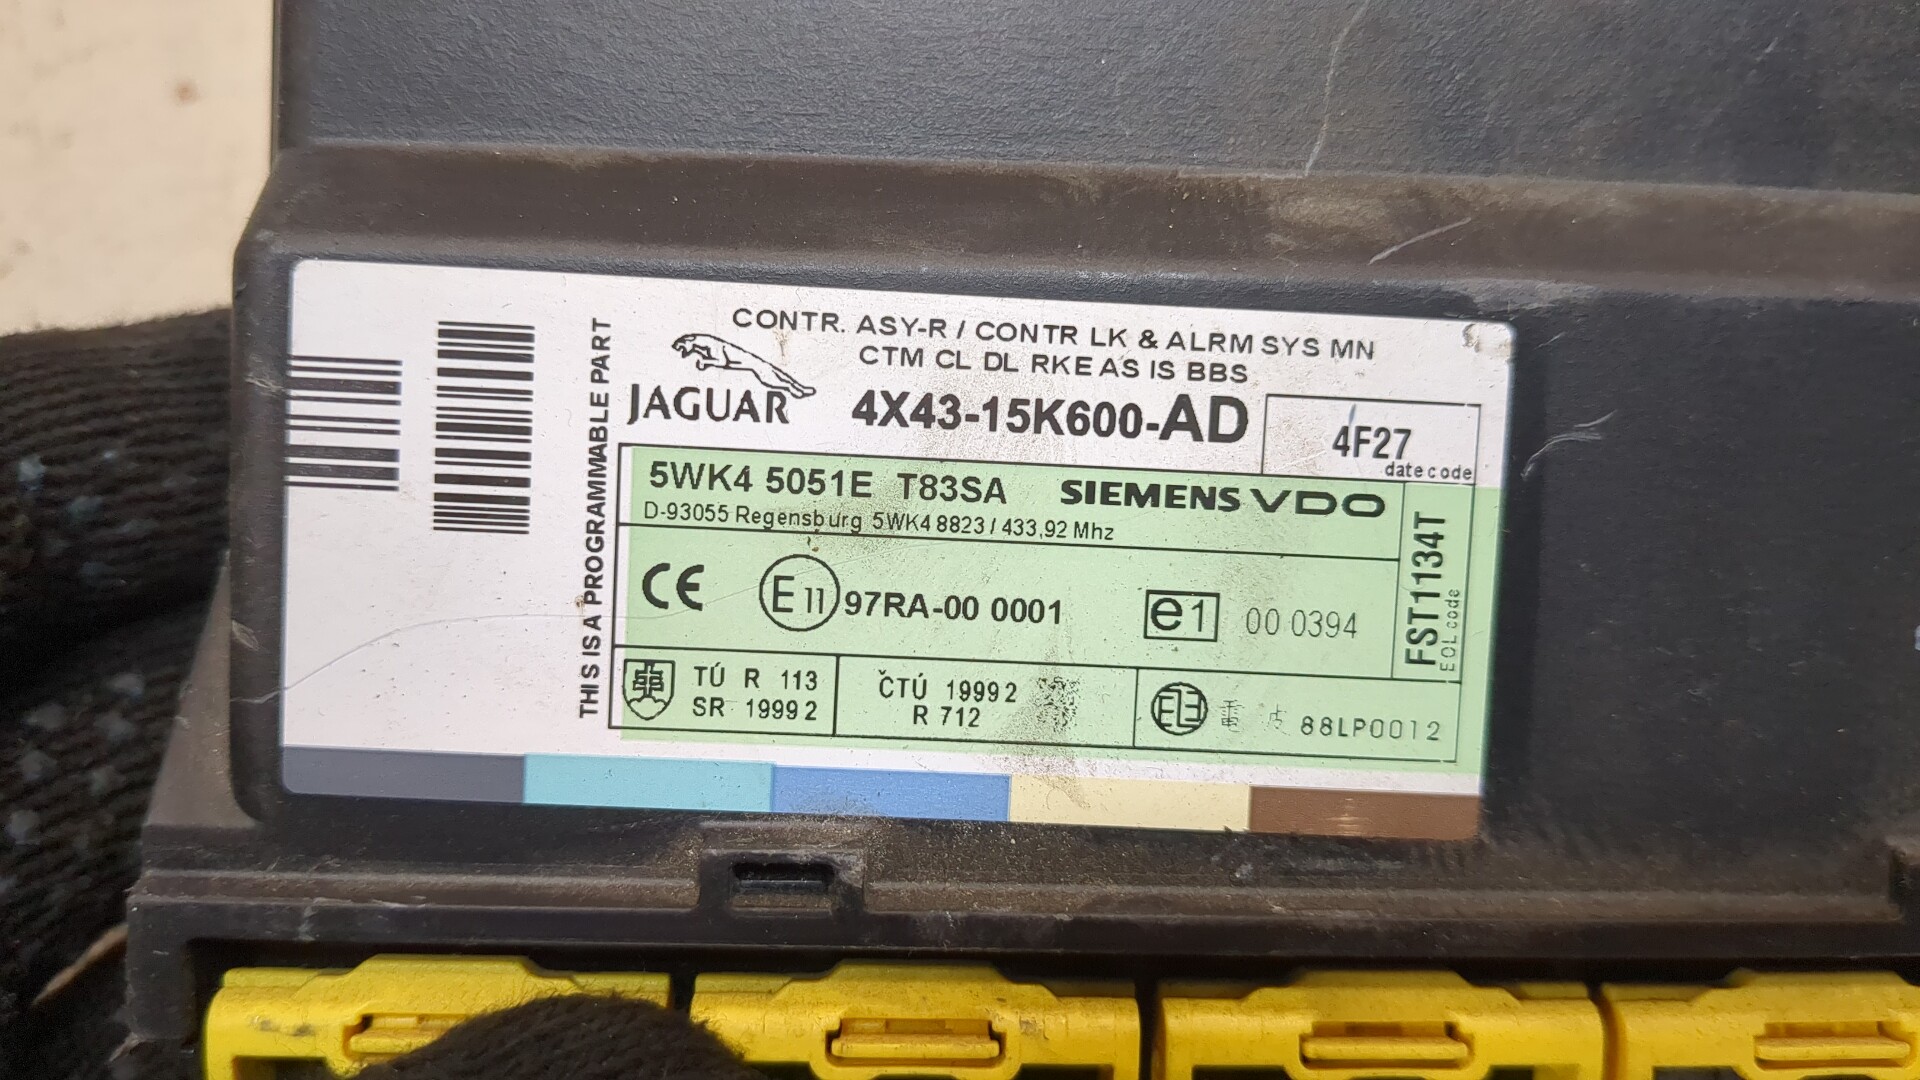 CONTR. ASY-R / CONTR LK & ALRM SYS MN
CTM CL DL RKE AS IS BBS
THIS IS A PROGRAMMABLE PART
JAGUAR
4X43-15K600-AD
4F27
date code
5WK4 5051E T83SA SIEMENS VDO
D-93055 Regensburg 5WK4 8823 / 433,92 Mhz
FST1134T
EOL code
CE E 11 97RA-00 0001 e1 00 0394
TÚ R 113
SR 1999 2
ČTÚ 1999 2
R 712
88LP0012